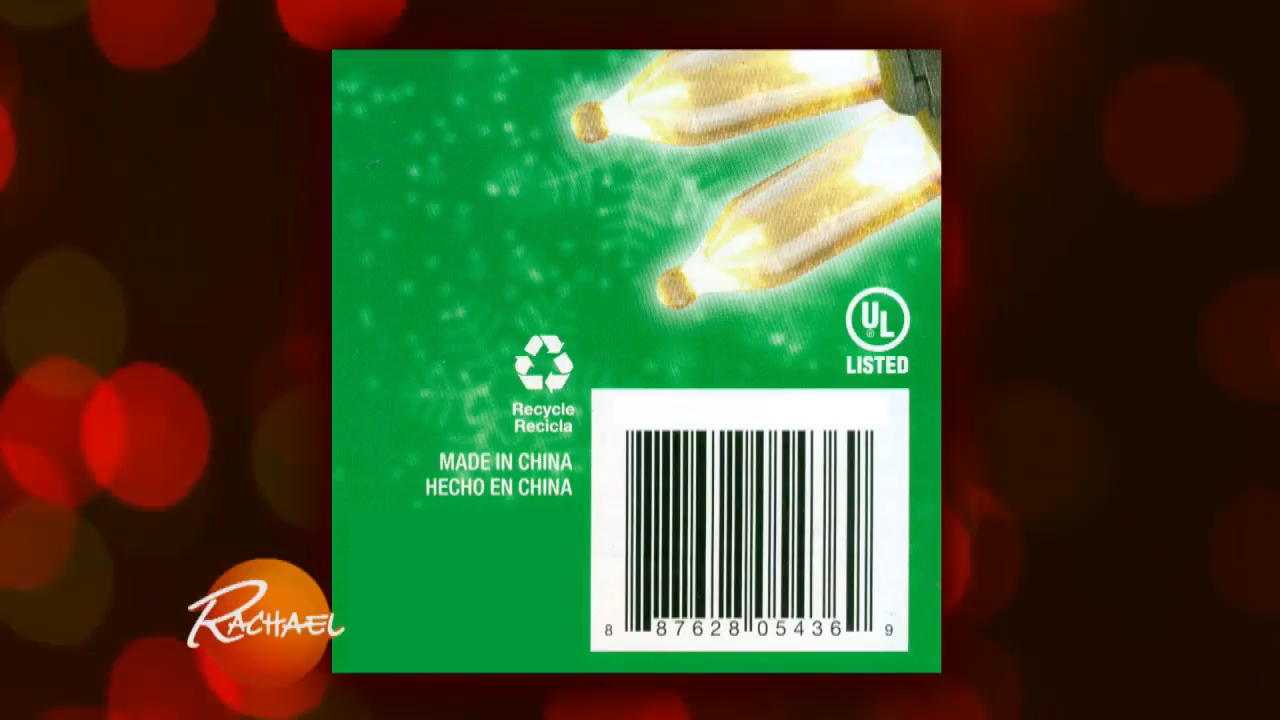 UL
®
LISTED
Recycle
Recicla
MADE IN CHINA
HECHO EN CHINA
8 87628 05436 9
RACHAEL